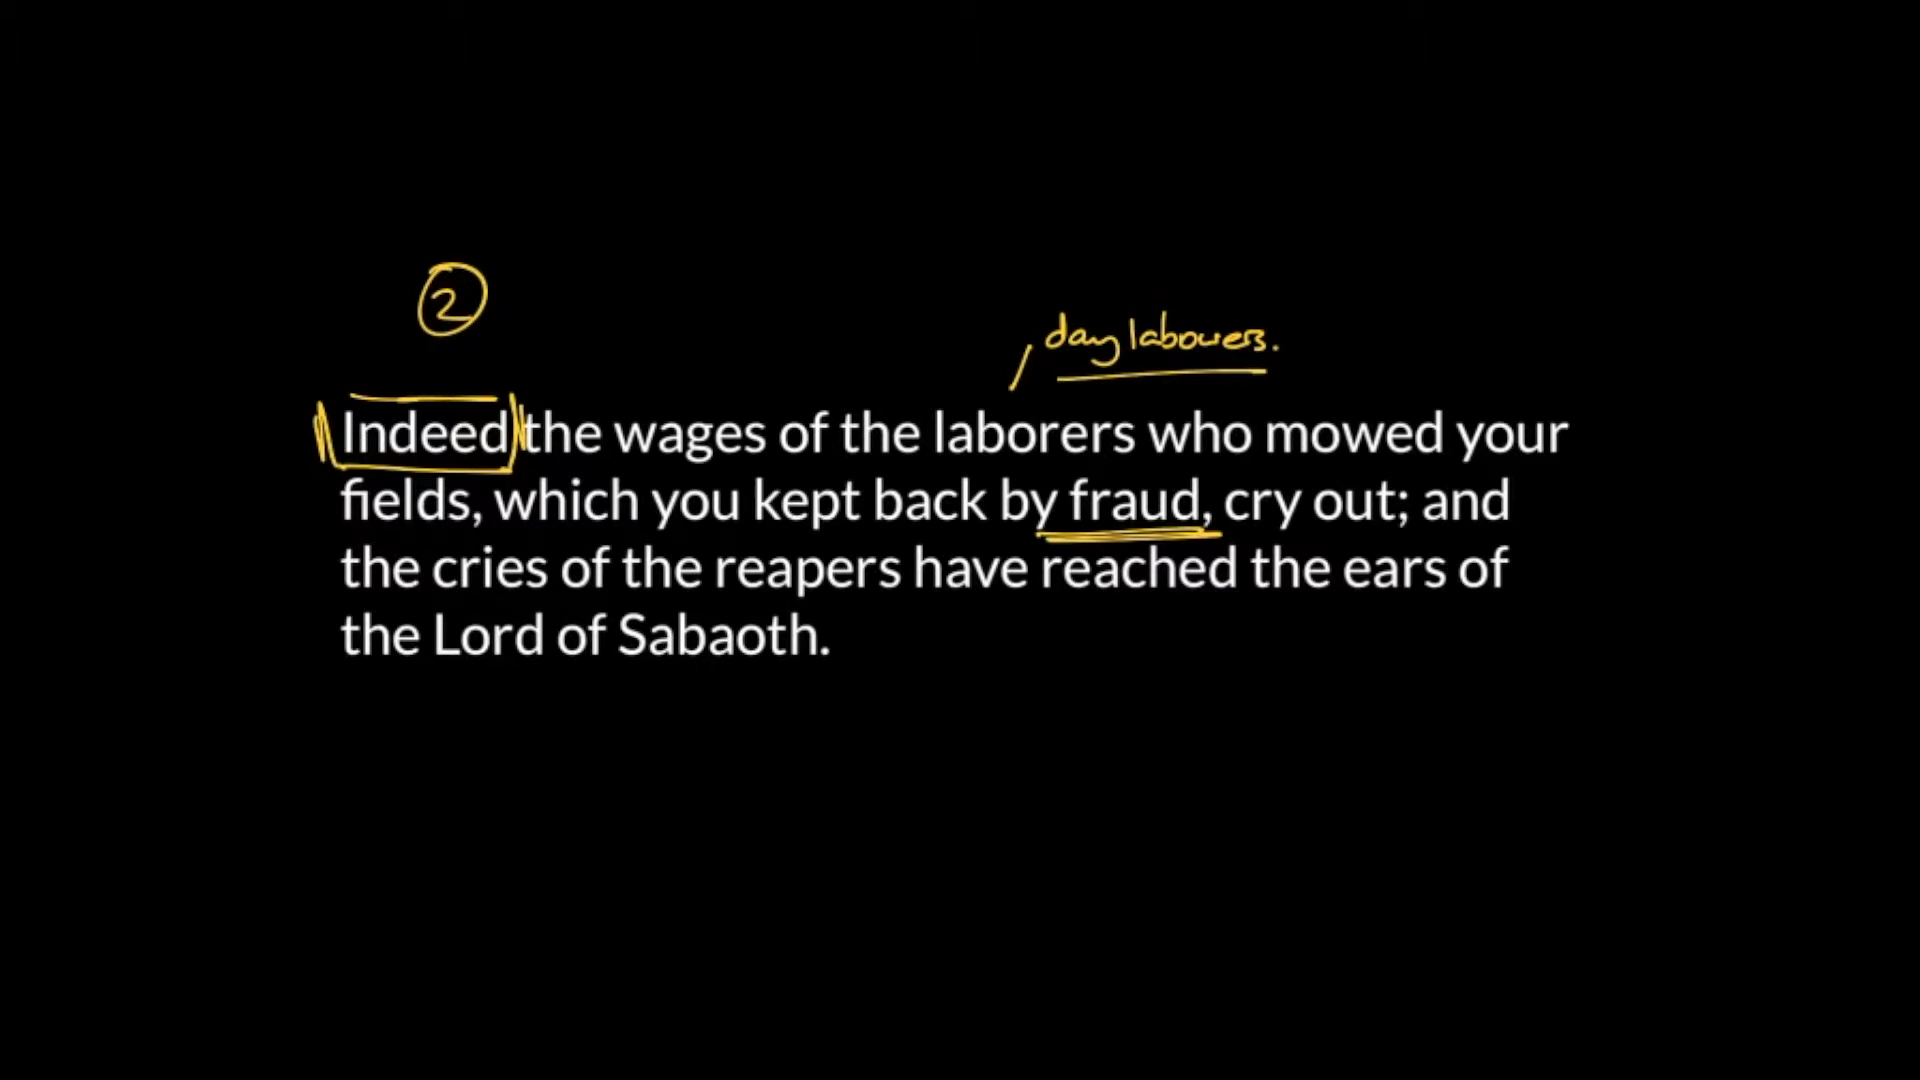 2
day labourers.
Indeed the wages of the laborers who mowed your
fields, which you kept back by fraud, cry out; and
the cries of the reapers have reached the ears of
the Lord of Sabaoth.